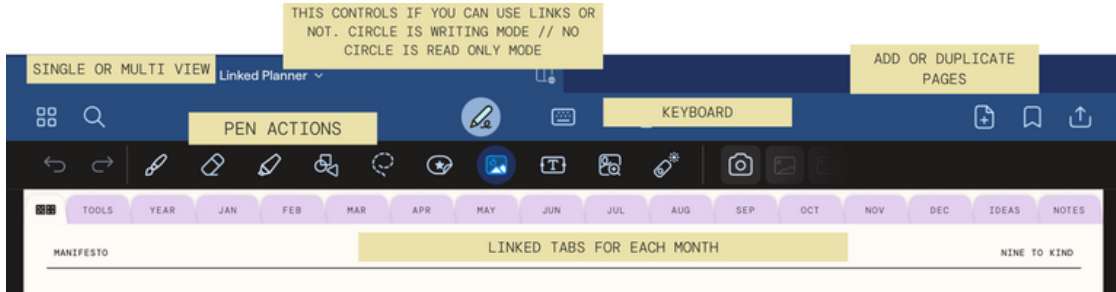 THIS CONTROLS IF YOU CAN USE LINKS OR
NOT. CIRCLE IS WRITING MODE // NO
CIRCLE IS READ ONLY MODE
SINGLE OR MULTI VIEW
Linked Planner
ADD OR DUPLICATE
PAGES
PEN ACTIONS
KEYBOARD
T
TOOLS YEAR JAN FEB MAR APR MAY JUN JUL AUG SEP OCT NOV DEC IDEAS NOTES
MANIFESTO
LINKED TABS FOR EACH MONTH
NINE TO KIND